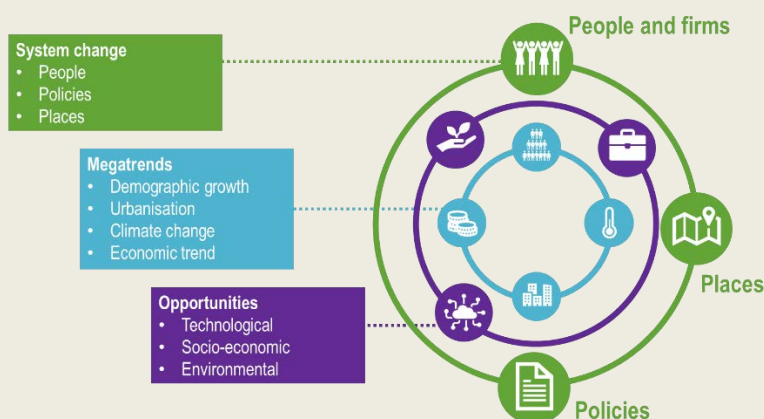 People and firms
System change
• People
• Policies
• Places
Megatrends
• Demographic growth
• Urbanisation
• Climate change
• Economic trend
Places
Opportunities
• Technological
• Socio-economic
• Environmental
Policies